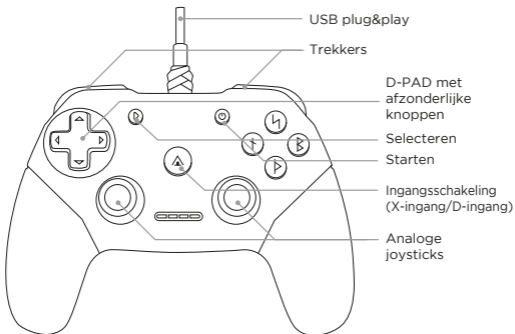 USB plug&play
Trekkers
D-PAD met
afzonderlijke
knoppen
Selecteren
Starten
Ingangsschakeling
(X-ingang/D-ingang)
Analoge
joysticks